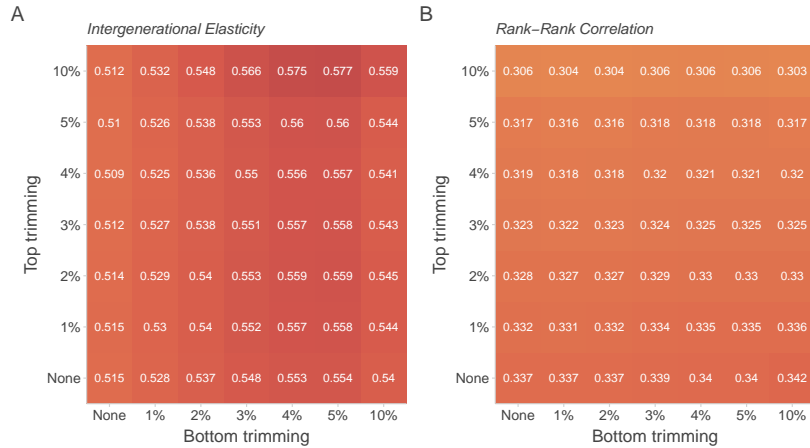 A
Intergenerational Elasticity
Top trimming
10% 0.512 0.532 0.548 0.566 0.575 0.577 0.559
5% 0.51 0.526 0.538 0.553 0.56 0.56 0.544
4% 0.509 0.525 0.536 0.55 0.556 0.557 0.541
3% 0.512 0.527 0.538 0.551 0.557 0.558 0.543
2% 0.514 0.529 0.54 0.553 0.559 0.559 0.545
1% 0.515 0.53 0.54 0.552 0.557 0.558 0.544
None 0.515 0.528 0.537 0.548 0.553 0.554 0.54
None 1% 2% 3% 4% 5% 10%
Bottom trimming
B
Rank−Rank Correlation
Top trimming
10% 0.306 0.304 0.304 0.306 0.306 0.306 0.303
5% 0.317 0.316 0.316 0.318 0.318 0.318 0.317
4% 0.319 0.318 0.318 0.32 0.321 0.321 0.32
3% 0.323 0.322 0.323 0.324 0.325 0.325 0.325
2% 0.328 0.327 0.327 0.329 0.33 0.33 0.33
1% 0.332 0.331 0.332 0.334 0.335 0.335 0.336
None 0.337 0.337 0.337 0.339 0.34 0.34 0.342
None 1% 2% 3% 4% 5% 10%
Bottom trimming